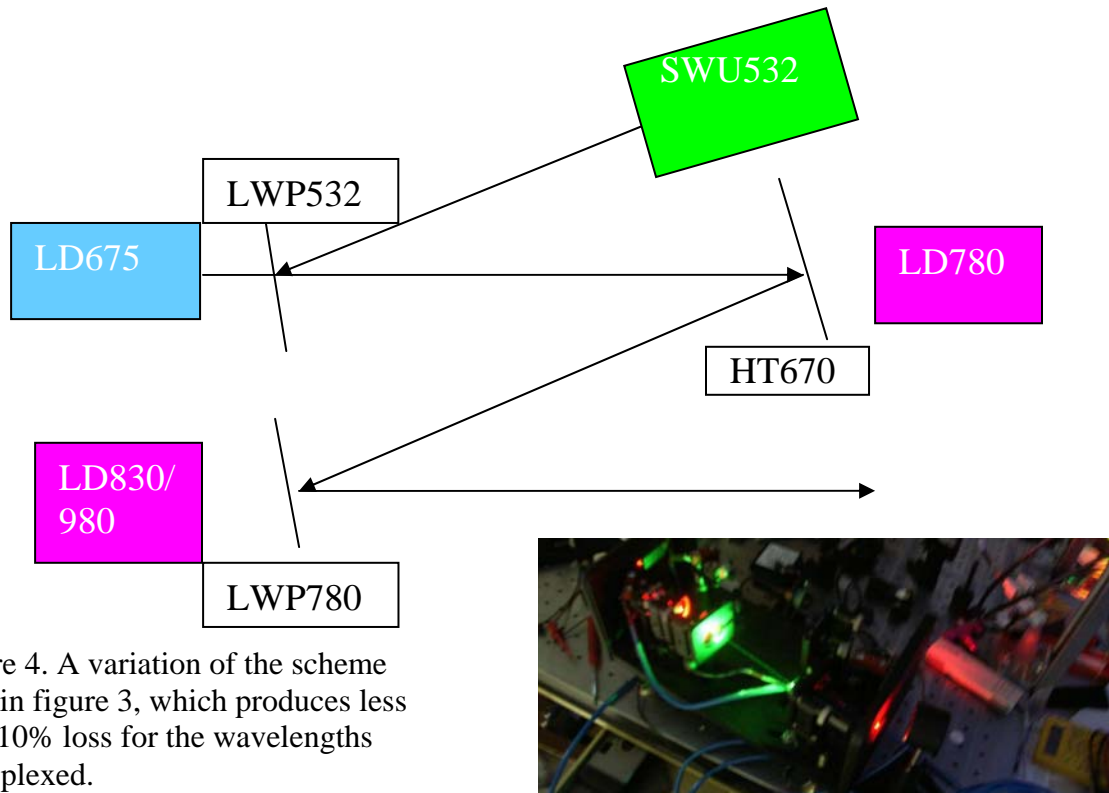 SWU532
LWP532
LD675
LD780
HT670
LD830/
980
LWP780
re 4. A variation of the scheme
in figure 3, which produces less
10% loss for the wavelengths
plexed.